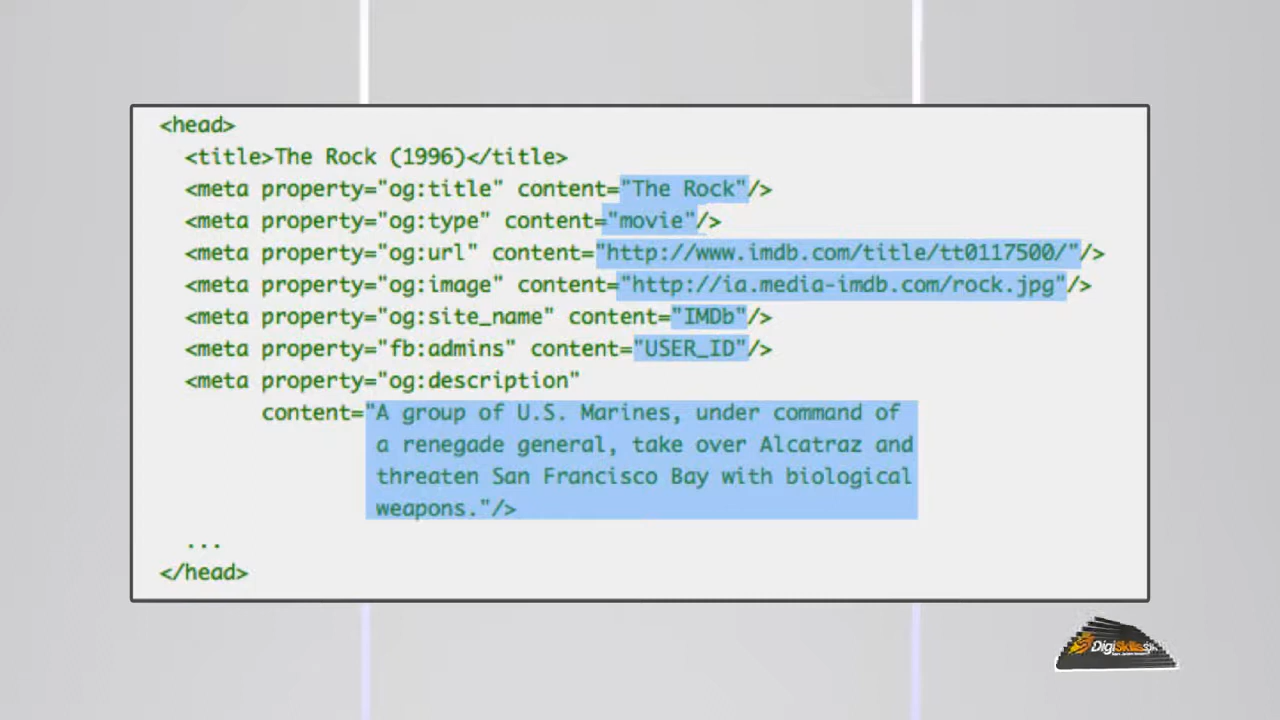 <head>
<title>The Rock (1996)</title>
<meta property="og:title" content="The Rock"/>
<meta property="og:type" content="movie"/>
<meta property="og:url" content="http://www.imdb.com/title/tt0117500/"/>
<meta property="og:image" content="http://ia.media-imdb.com/rock.jpg"/>
<meta property="og:site_name" content="IMDb"/>
<meta property="fb:admins" content="USER_ID"/>
<meta property="og:description"
content="A group of U.S. Marines, under command of
a renegade general, take over Alcatraz and
threaten San Francisco Bay with biological
weapons."/>
...
</head>
DigiSkills